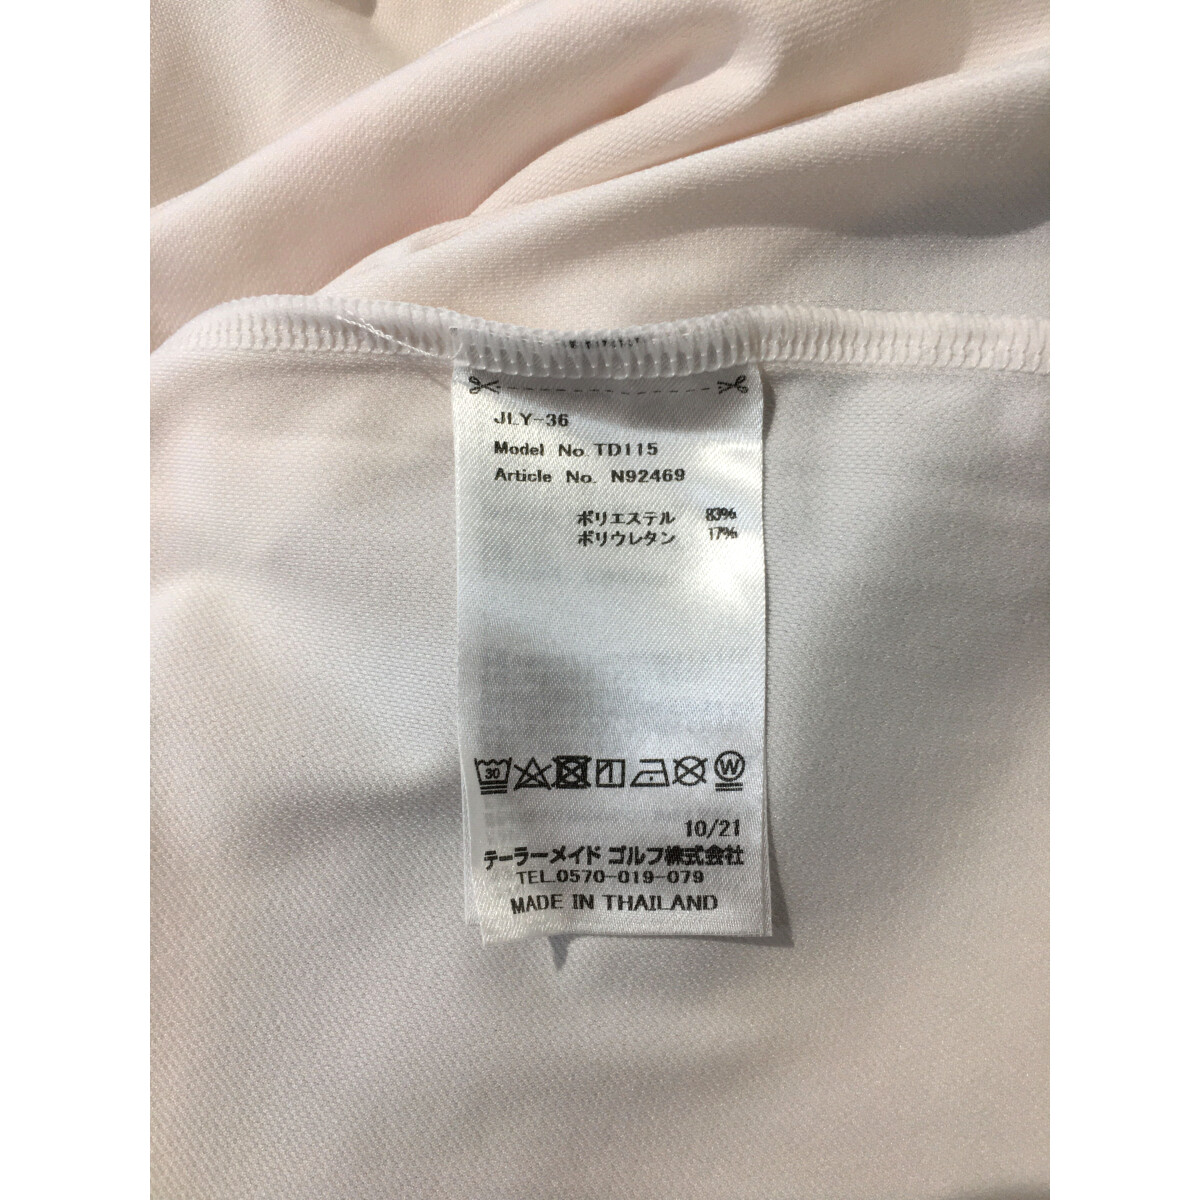 JLY-36
Model No. TD115
Article No. N92469
ポリエステル 83%
ポリウレタン 17%
30 W
10/21
テーラーメイド ゴルフ株式会社
TEL.0570-019-079
MADE IN THAILAND